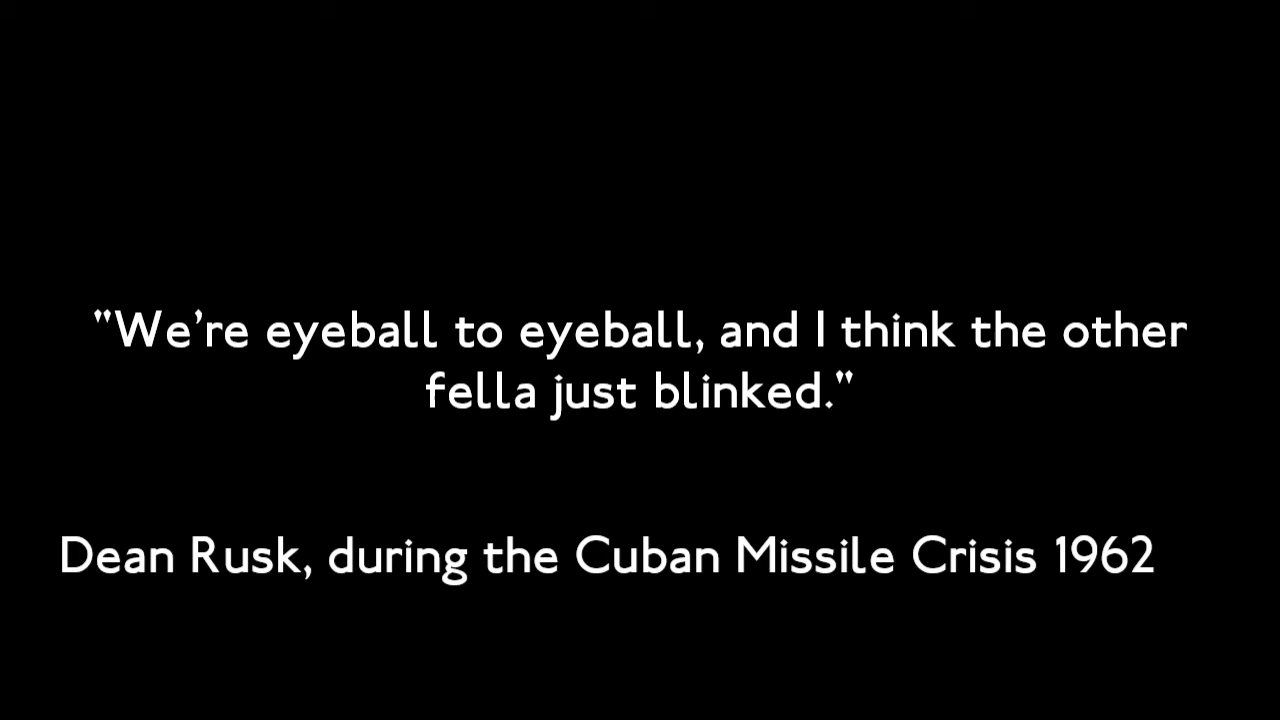 "We’re eyeball to eyeball, and I think the other
fella just blinked."
Dean Rusk, during the Cuban Missile Crisis 1962